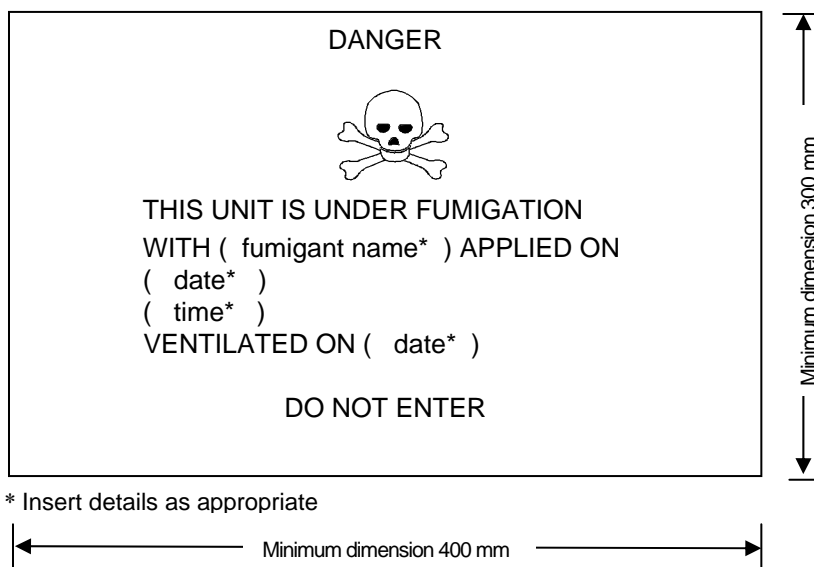 DANGER
THIS UNIT IS UNDER FUMIGATION
WITH ( fumigant name* ) APPLIED ON
( date* )
( time* )
VENTILATED ON ( date* )
DO NOT ENTER
* Insert details as appropriate
Minimum dimension 400 mm
Minimum dimension 300 mm